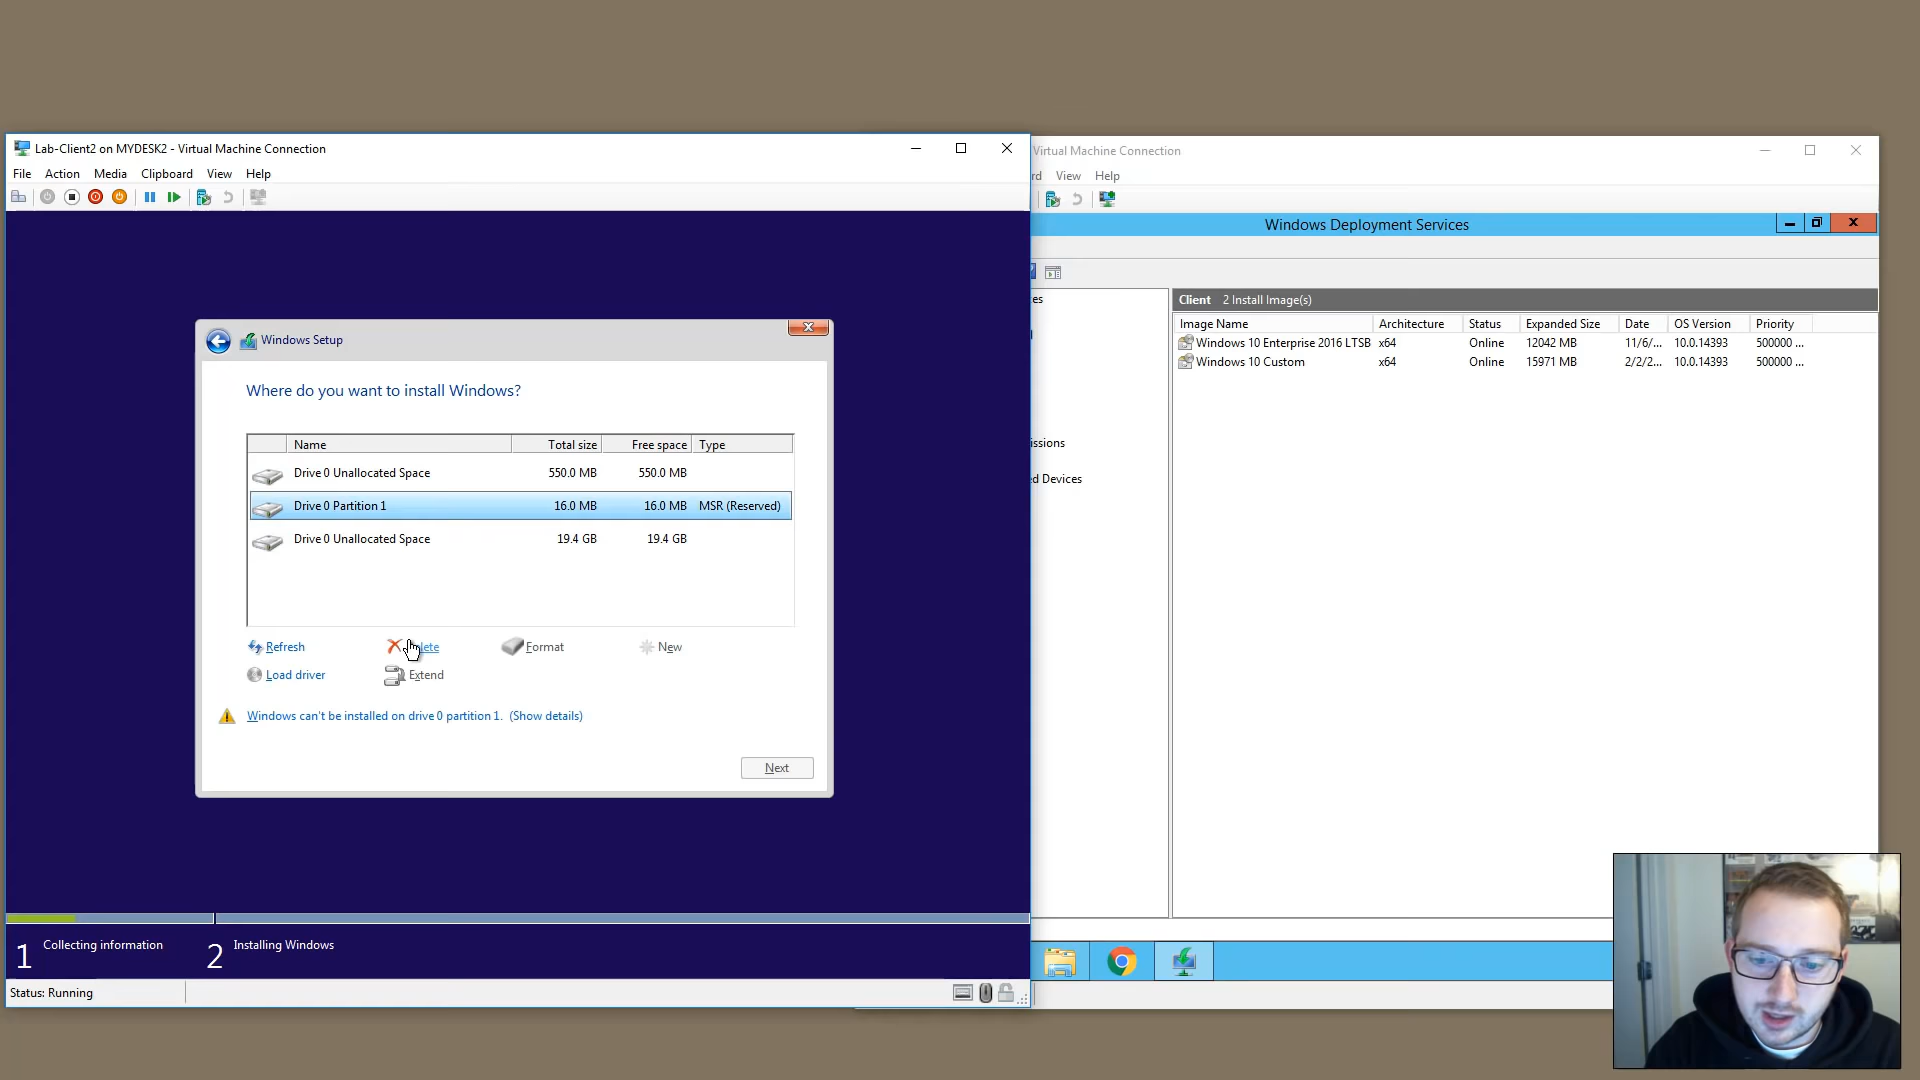 Lab-Client2 on MYDESK2 - Virtual Machine Connection
File Action Media Clipboard View Help
Windows Setup
Where do you want to install Windows?
Name Total size Free space Type
Drive 0 Unallocated Space 550.0 MB 550.0 MB
Drive 0 Partition 1 16.0 MB 16.0 MB MSR (Reserved)
Drive 0 Unallocated Space 19.4 GB 19.4 GB
Refresh lete Format New
Load driver Extend
Windows can't be installed on drive 0 partition 1. (Show details)
Next
1 Collecting information 2 Installing Windows
Status: Running
Virtual Machine Connection
rd View Help
Windows Deployment Services
es
issions
ed Devices
Client 2 Install Image(s)
Image Name Architecture Status Expanded Size Date OS Version Priority
Windows 10 Enterprise 2016 LTSB x64 Online 12042 MB 11/6/... 10.0.14393 500000 ...
Windows 10 Custom x64 Online 15971 MB 2/2/2... 10.0.14393 500000 ...